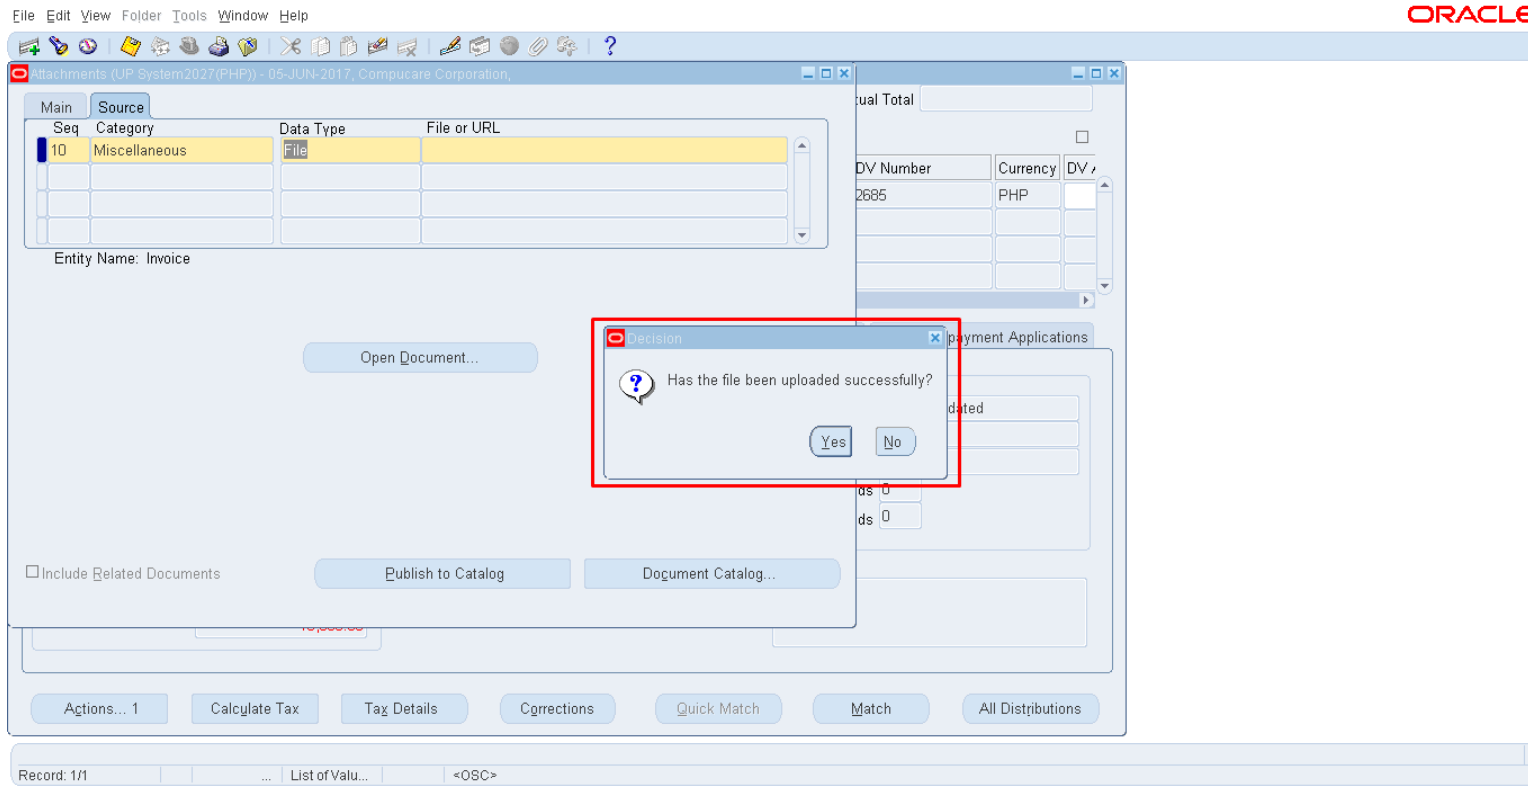 File Edit View Folder Tools Window Help
ORACLE
Attachments (UP System2027(PHP)) - 05-JUN-2017, Compucare Corporation,
Main Source
Seq Category Data Type File or URL
10 Miscellaneous File
Entity Name: Invoice
Open Document...
Include Related Documents
Publish to Catalog
Document Catalog...
tual Total
DV Number Currency DV
2685 PHP
payment Applications
dated
ds 0
ds 0
Decision
Has the file been uploaded successfully?
Yes No
Actions... 1 Calculate Tax Tax Details Corrections Quick Match Match All Distributions
Record: 1/1 ... List of Valu... <OSC>